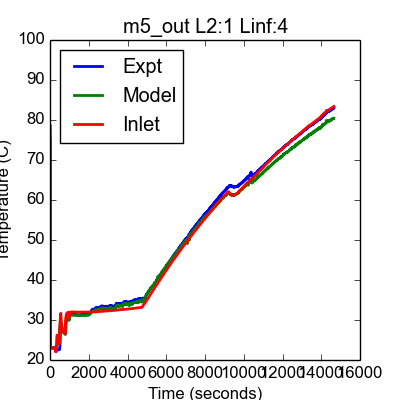 m5_out L2:1 Linf:4
Expt
Model
Inlet
Temperature (C)
100
90
80
70
60
50
40
30
20
0 2000 4000 6000 8000 10000 12000 14000 16000
Time (seconds)